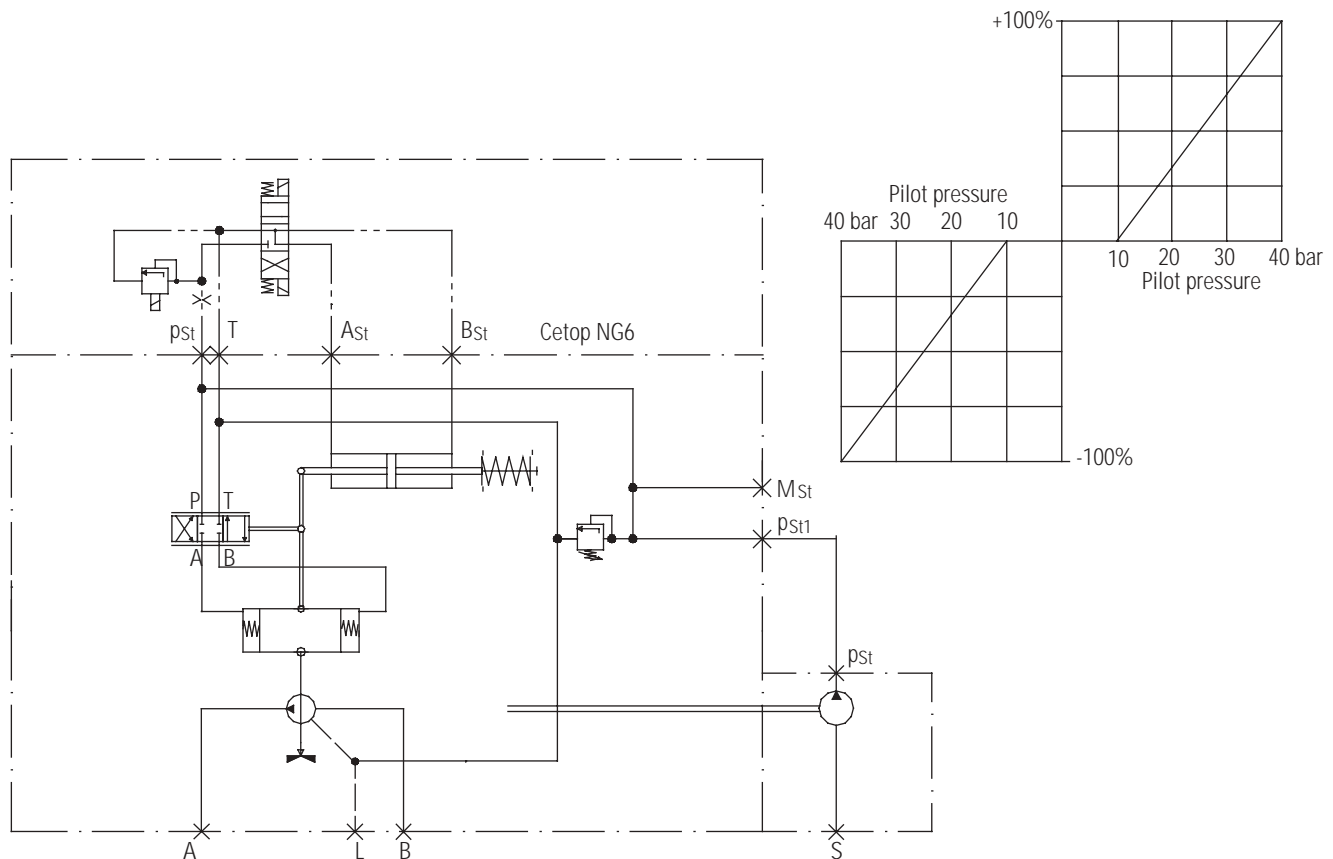 +100%
Pilot pressure
40 bar 30 20 10
10 20 30 40 bar
Pilot pressure
-100%
pSt T ASt BSt Cetop NG6
P T
MSt
pSt1
A B
pSt
A L B S